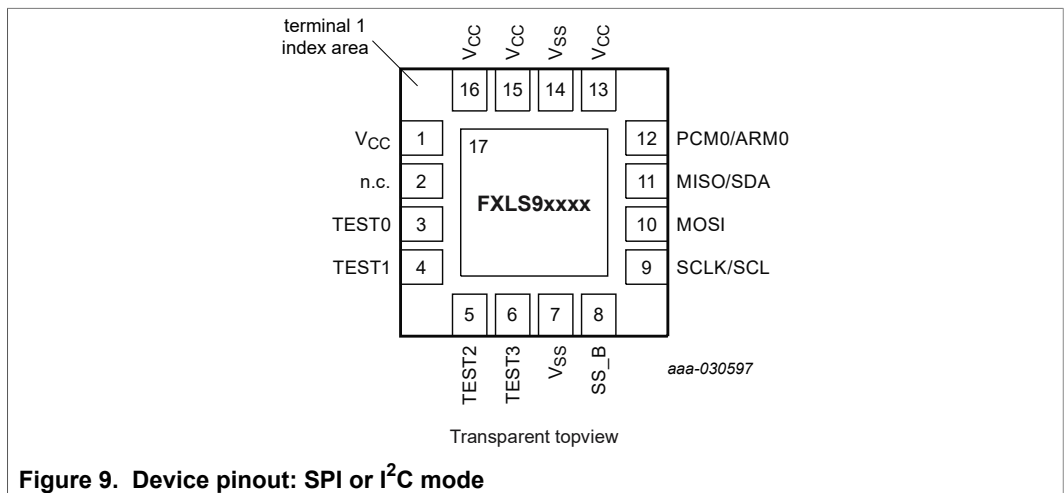 terminal 1
index area
VCC
VCC
VSS
VCC
16
15
14
13
VCC
1
17
12
PCM0/ARM0
n.c.
2
11
MISO/SDA
FXLS9xxxx
TEST0
3
10
MOSI
TEST1
4
9
SCLK/SCL
5
6
7
8
TEST2
TEST3
VSS
SS_B
aaa-030597
Transparent topview
Figure 9. Device pinout: SPI or I2C mode